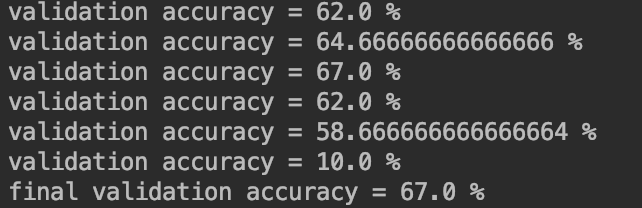 validation accuracy = 62.0 %
validation accuracy = 64.66666666666666 %
validation accuracy = 67.0 %
validation accuracy = 62.0 %
validation accuracy = 58.666666666666664 %
validation accuracy = 10.0 %
final validation accuracy = 67.0 %